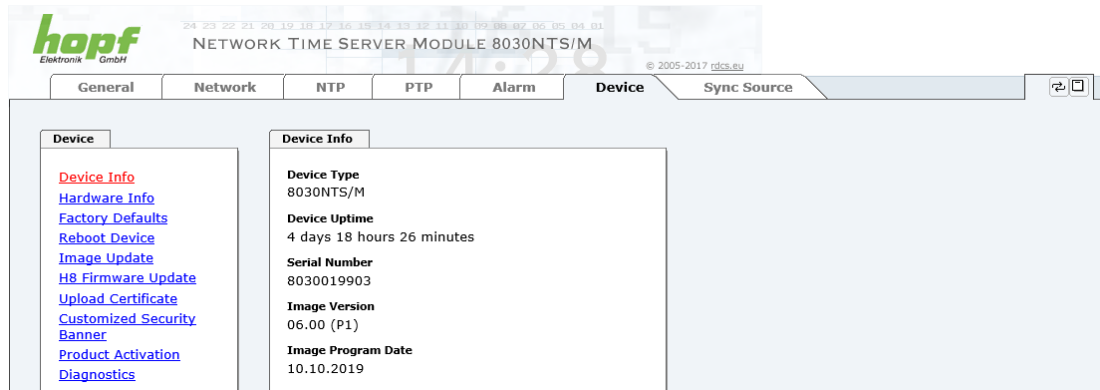 hopf
Elektronik GmbH
24 23 22 21 20 19 18 17 16 15 14 13 12 11 10 09 08 07 06 05 04 01
NETWORK TIME SERVER MODULE 8030NTS/M
14:28
© 2005-2017 rdcs.eu
General Network NTP PTP Alarm Device Sync Source
Device
Device Info
Hardware Info
Factory Defaults
Reboot Device
Image Update
H8 Firmware Update
Upload Certificate
Customized Security
Banner
Product Activation
Diagnostics
Device Info
Device Type
8030NTS/M
Device Uptime
4 days 18 hours 26 minutes
Serial Number
8030019903
Image Version
06.00 (P1)
Image Program Date
10.10.2019